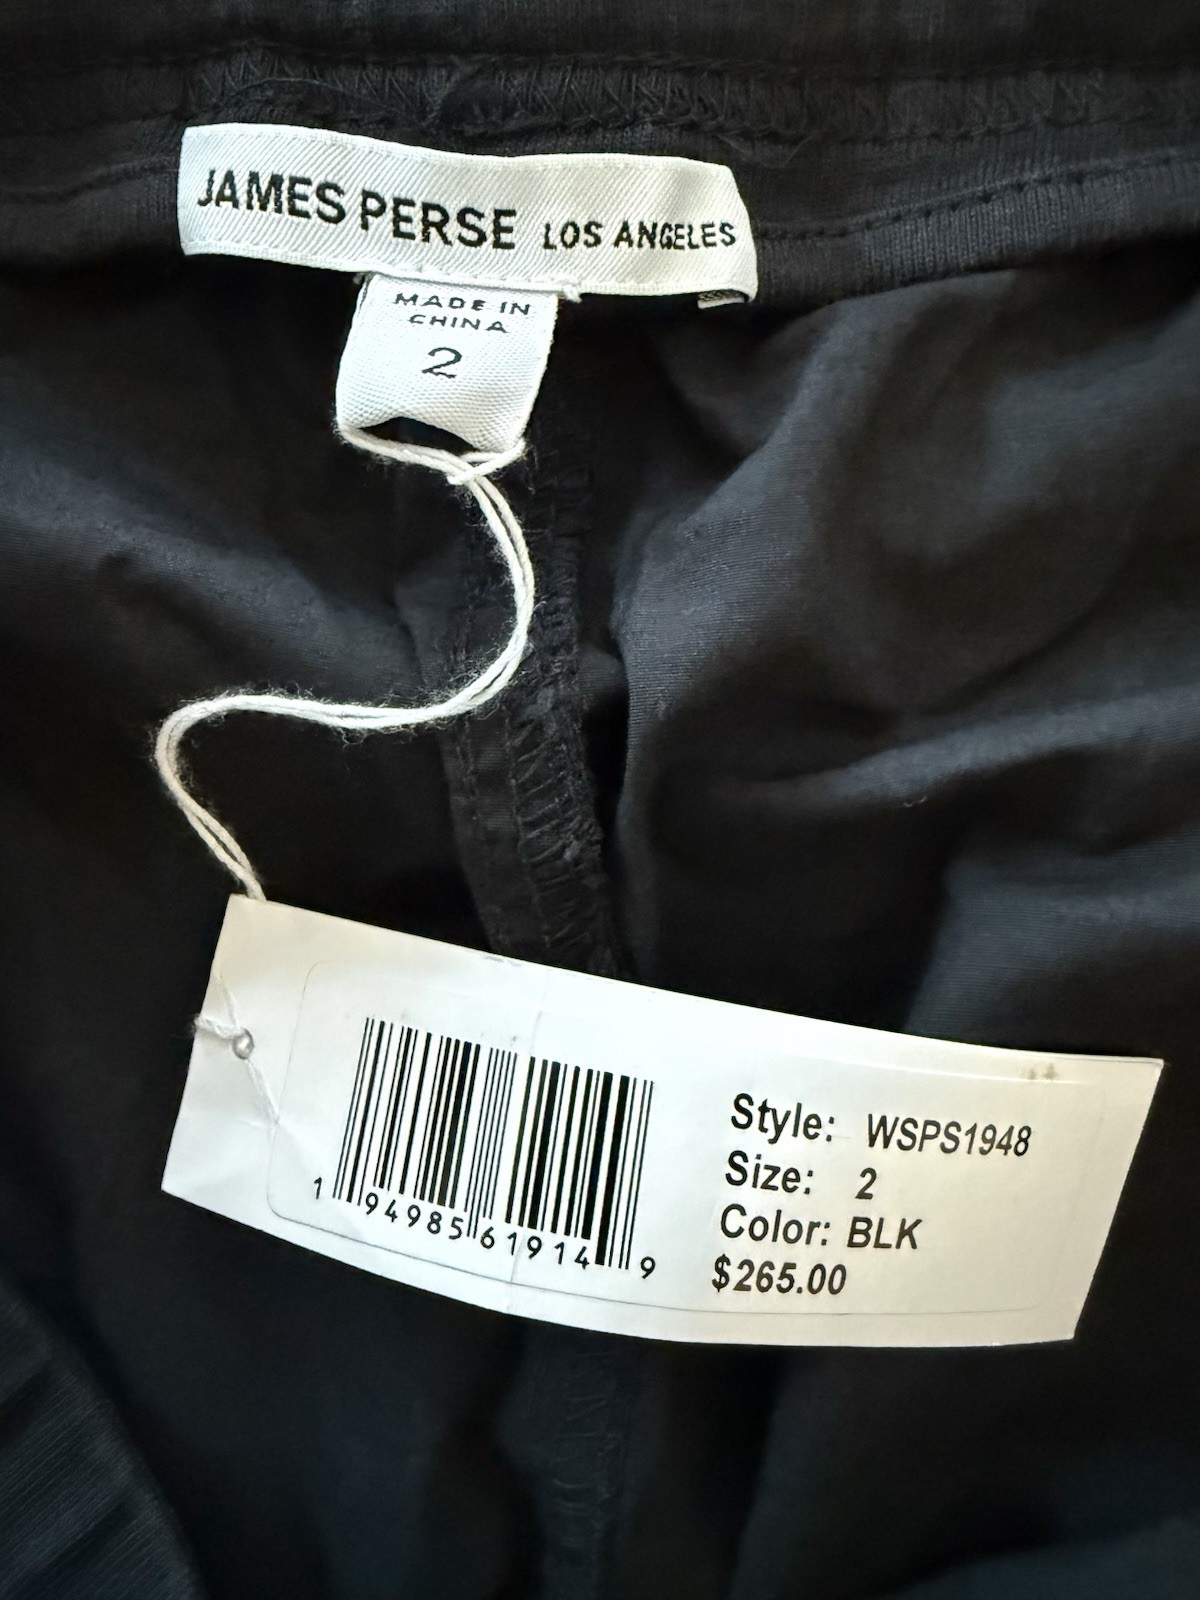 JAMES PERSE LOS ANGELES
MADE IN
CHINA
2
Style: WSPS1948
Size: 2
Color: BLK
$265.00
1 94985 61914 9